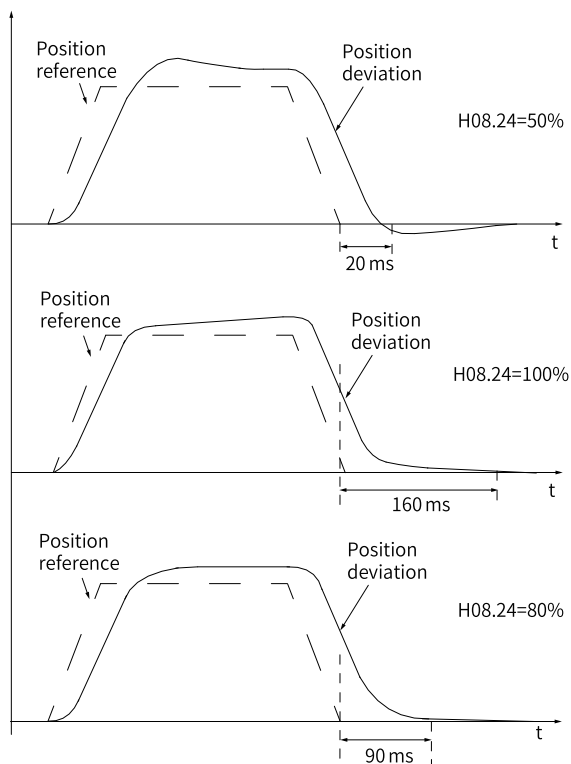 Position
reference
Position
deviation
H08.24=50%
t
20 ms
Position
reference
Position
deviation
H08.24=100%
t
160 ms
Position
reference
Position
deviation
H08.24=80%
t
90 ms